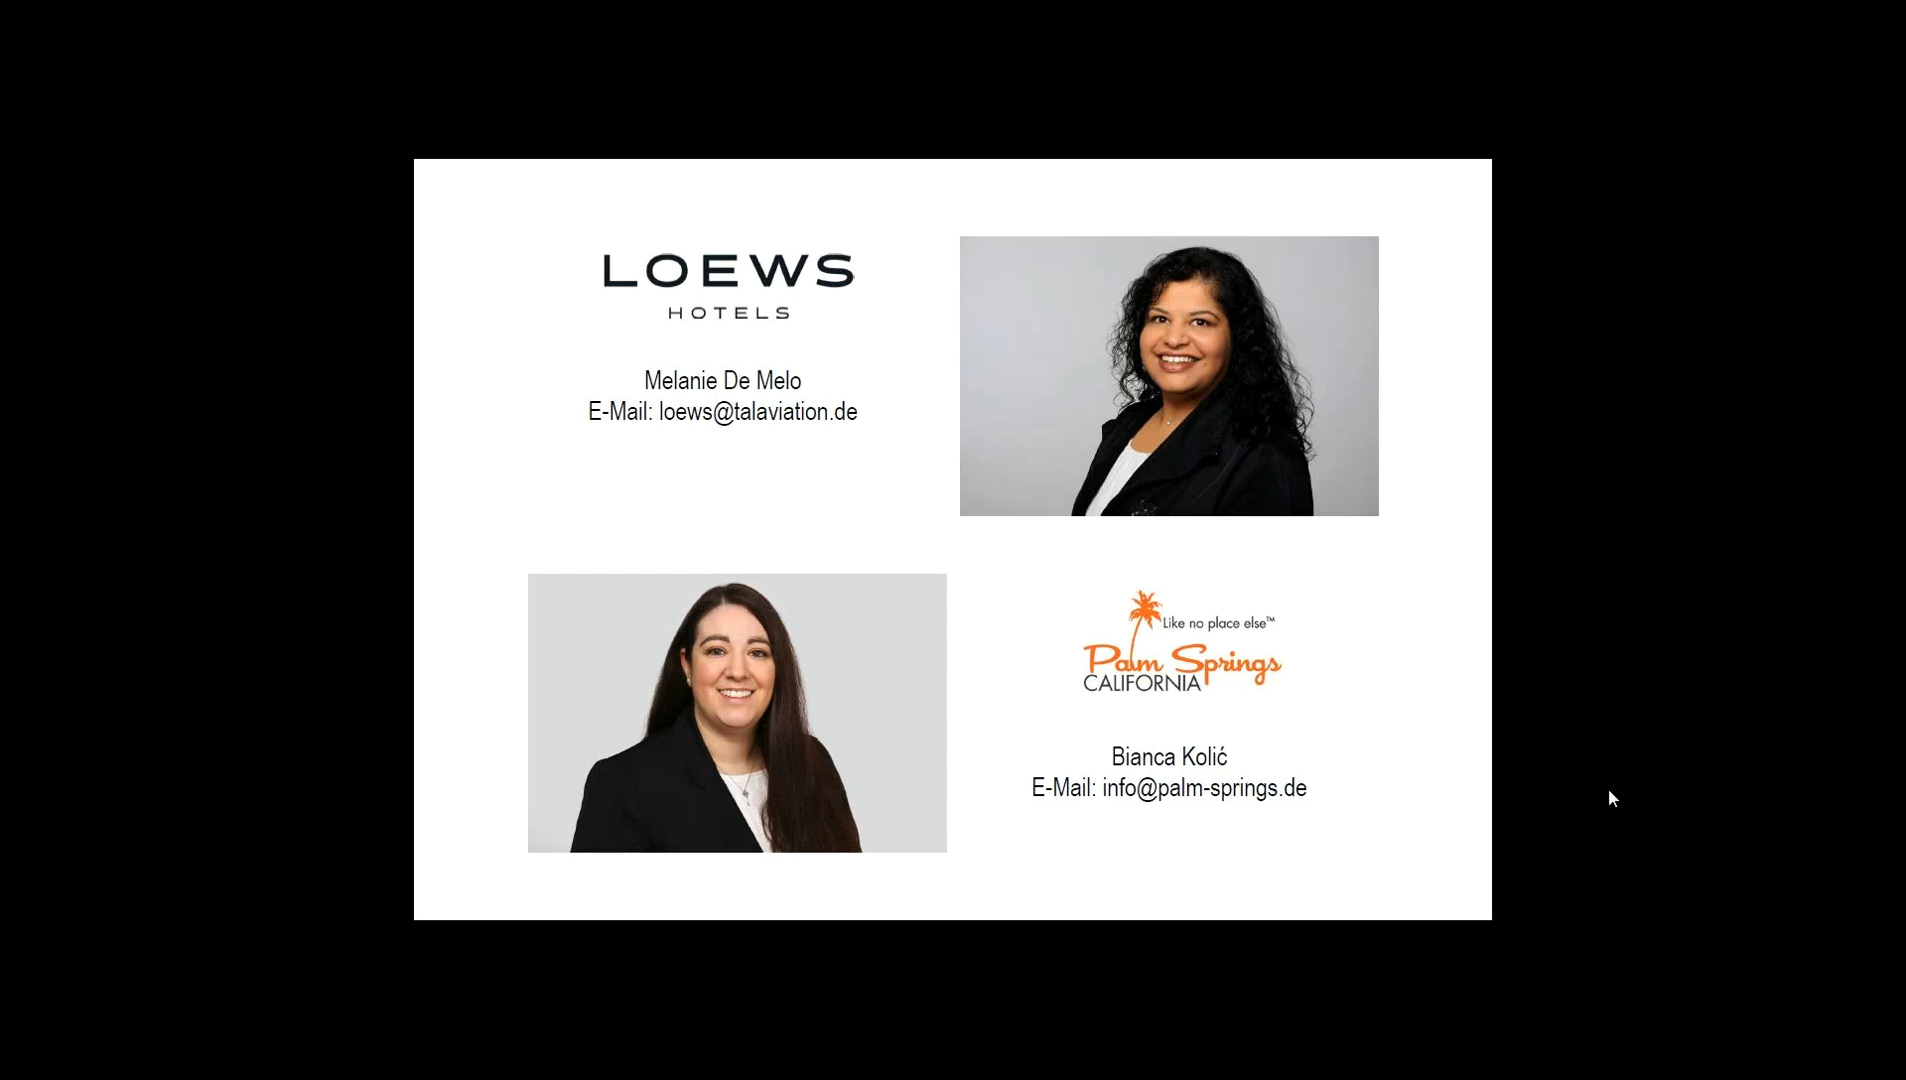 LOEWS
HOTELS
Melanie De Melo
E-Mail: loews@talaviation.de
Like no place else™
Palm Springs
CALIFORNIA
Bianca Kolić
E-Mail: info@palm-springs.de